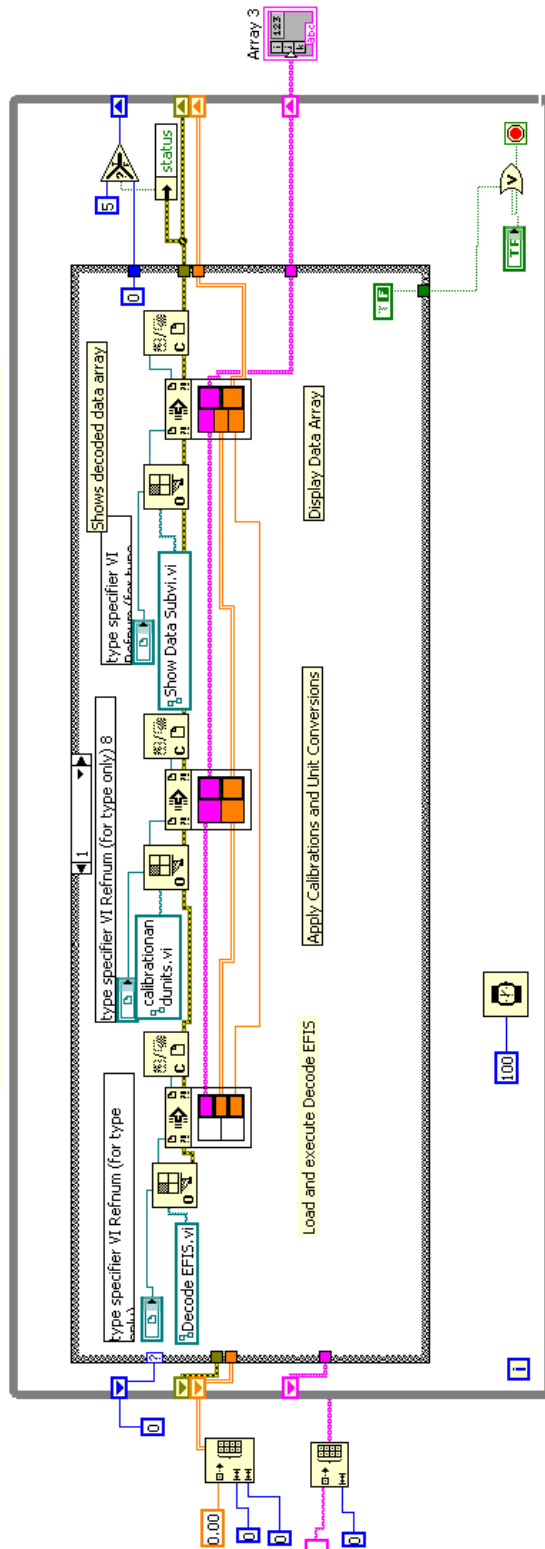 0
0.00
0
0
0
1
type specifier VI Refnum (for type
only)
Decode EFIS.vi
type specifier VI Refnum (for type only) 8
calibrationan
dunits.vi
type specifier VI
Refnum (for type
Shows decoded data array
Show Data Subvi.vi
Load and execute Decode EFIS
Apply Calibrations and Unit Conversions
Display Data Array
0
5
status
Array 3
123
abc
TF
i
100